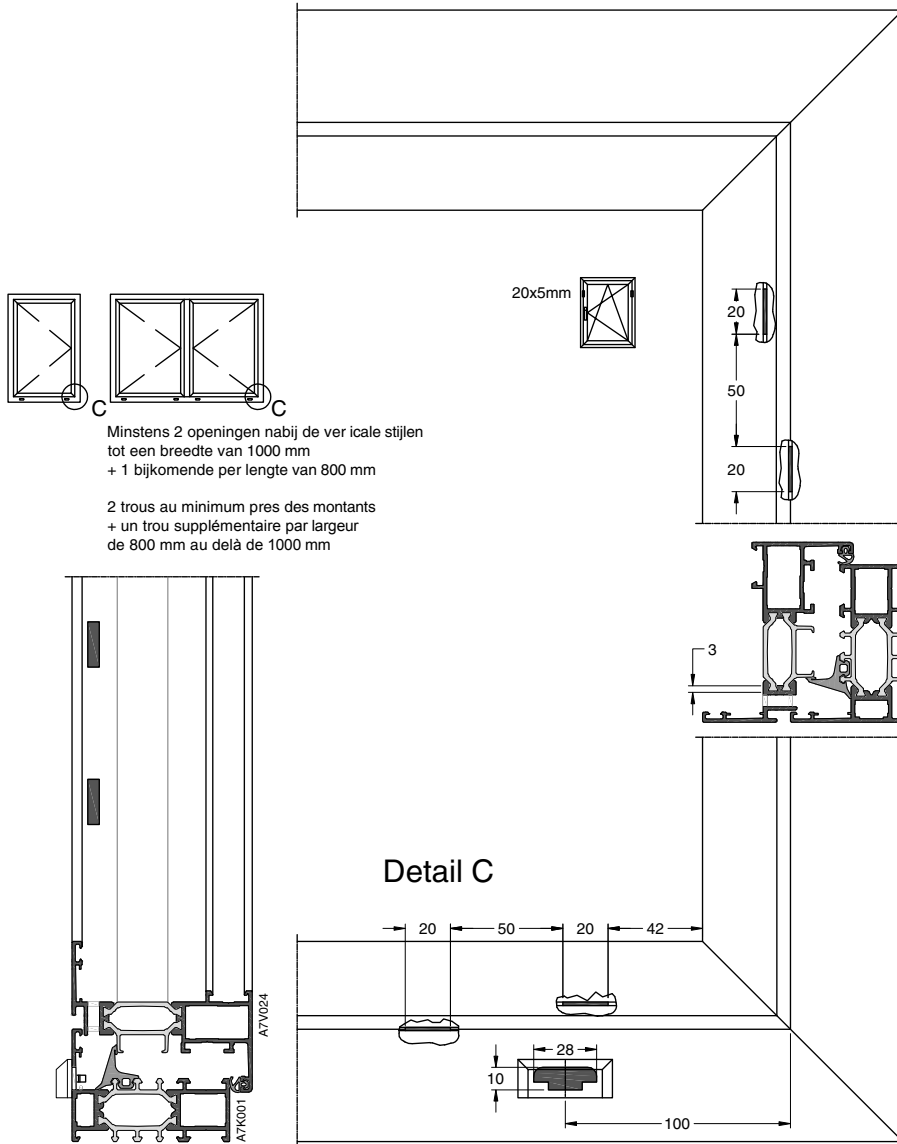 20x5mm
20
50
20
C
C
Minstens 2 openingen nabij de ver icale stijlen
tot een breedte van 1000 mm
+ 1 bijkomende per lengte van 800 mm
2 trous au minimum pres des montants
+ un trou supplémentaire par largeur
de 800 mm au delà de 1000 mm
3
Detail C
20
50
20
42
A7V024
28
10
A7K001
100